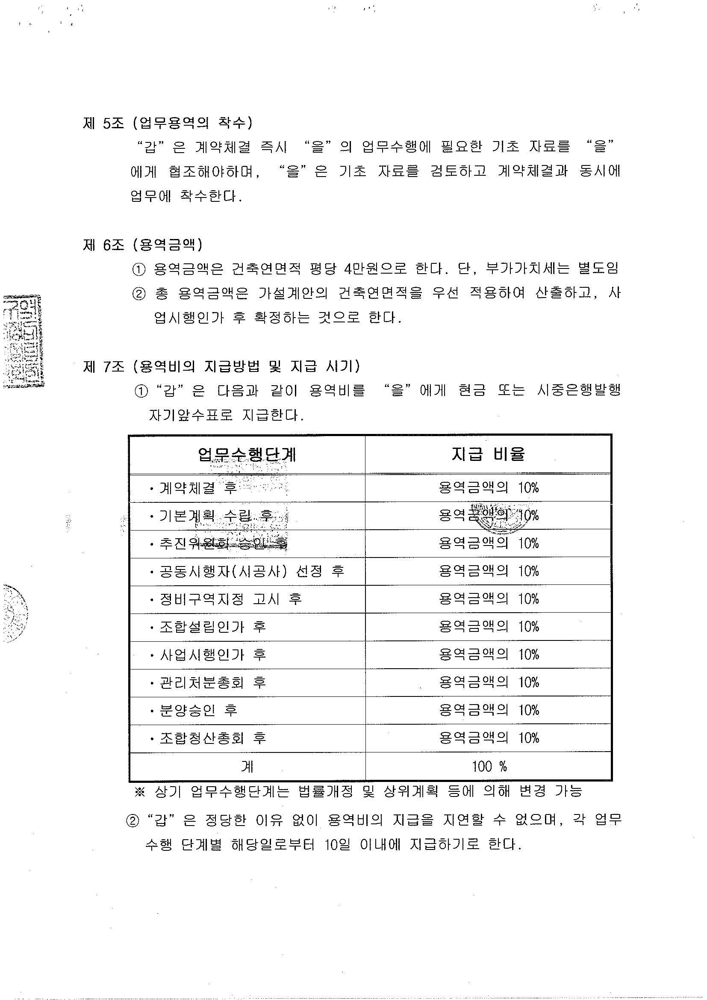 제 5조 (업무용역의 착수)
“갑” 은 계약체결 즉시 “을” 의 업무수행에 필요한 기초 자료를 “을”
에게 협조해야하며, “을” 은 기초 자료를 검토하고 계약체결과 동시에
업무에 착수한다.
제 6조 (용역금액)
① 용역금액은 건축연면적 평당 4만원으로 한다. 단, 부가가치세는 별도임
② 총 용역금액은 가설계안의 건축연면적을 우선 적용하여 산출하고, 사
업시행인가 후 확정하는 것으로 한다.
제 7조 (용역비의 지급방법 및 지급 시기)
① “갑” 은 다음과 같이 용역비를 “을” 에게 현금 또는 시중은행발행
자기앞수표로 지급한다.
업무수행단계 지급 비율
· 계약체결 후 용역금액의 10%
· 기본계획 수립 후 용역금액의 10%
· 추진위원회 승인 후 용역금액의 10%
· 공동시행자(시공사) 선정 후 용역금액의 10%
· 정비구역지정 고시 후 용역금액의 10%
· 조합설립인가 후 용역금액의 10%
· 사업시행인가 후 용역금액의 10%
· 관리처분총회 후 용역금액의 10%
· 분양승인 후 용역금액의 10%
· 조합청산총회 후 용역금액의 10%
계 100 %
※ 상기 업무수행단계는 법률개정 및 상위계획 등에 의해 변경 가능
② “갑” 은 정당한 이유 없이 용역비의 지급을 지연할 수 없으며, 각 업무
수행 단계별 해당일로부터 10일 이내에 지급하기로 한다.